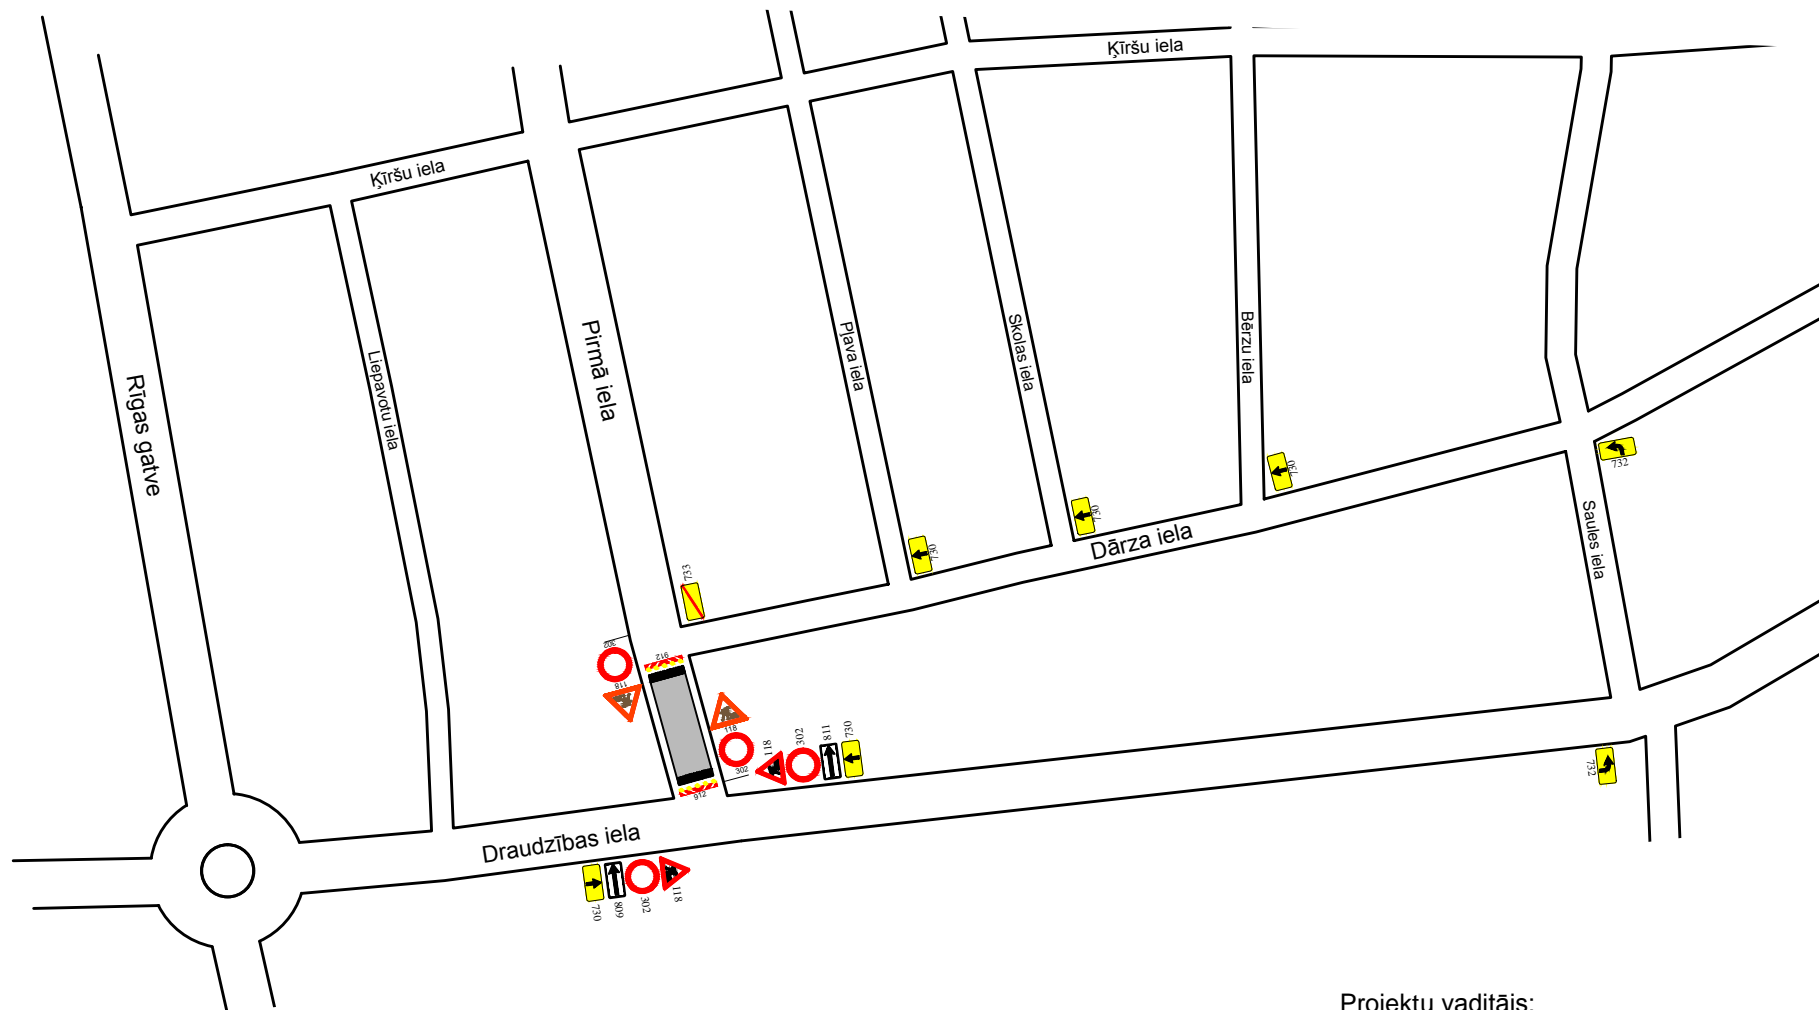 Ķīršu iela
Ķīršu iela
Rīgas gatve
Liepavotu iela
Pirmā iela
Pļava iela
Skolas iela
Bērzu iela
Saules iela
Dārza iela
Draudzības iela
733
730
730
730
732
302
118
912
118
302
912
118
302
811
730
730
809
302
118
732
Projektu vadītājs: